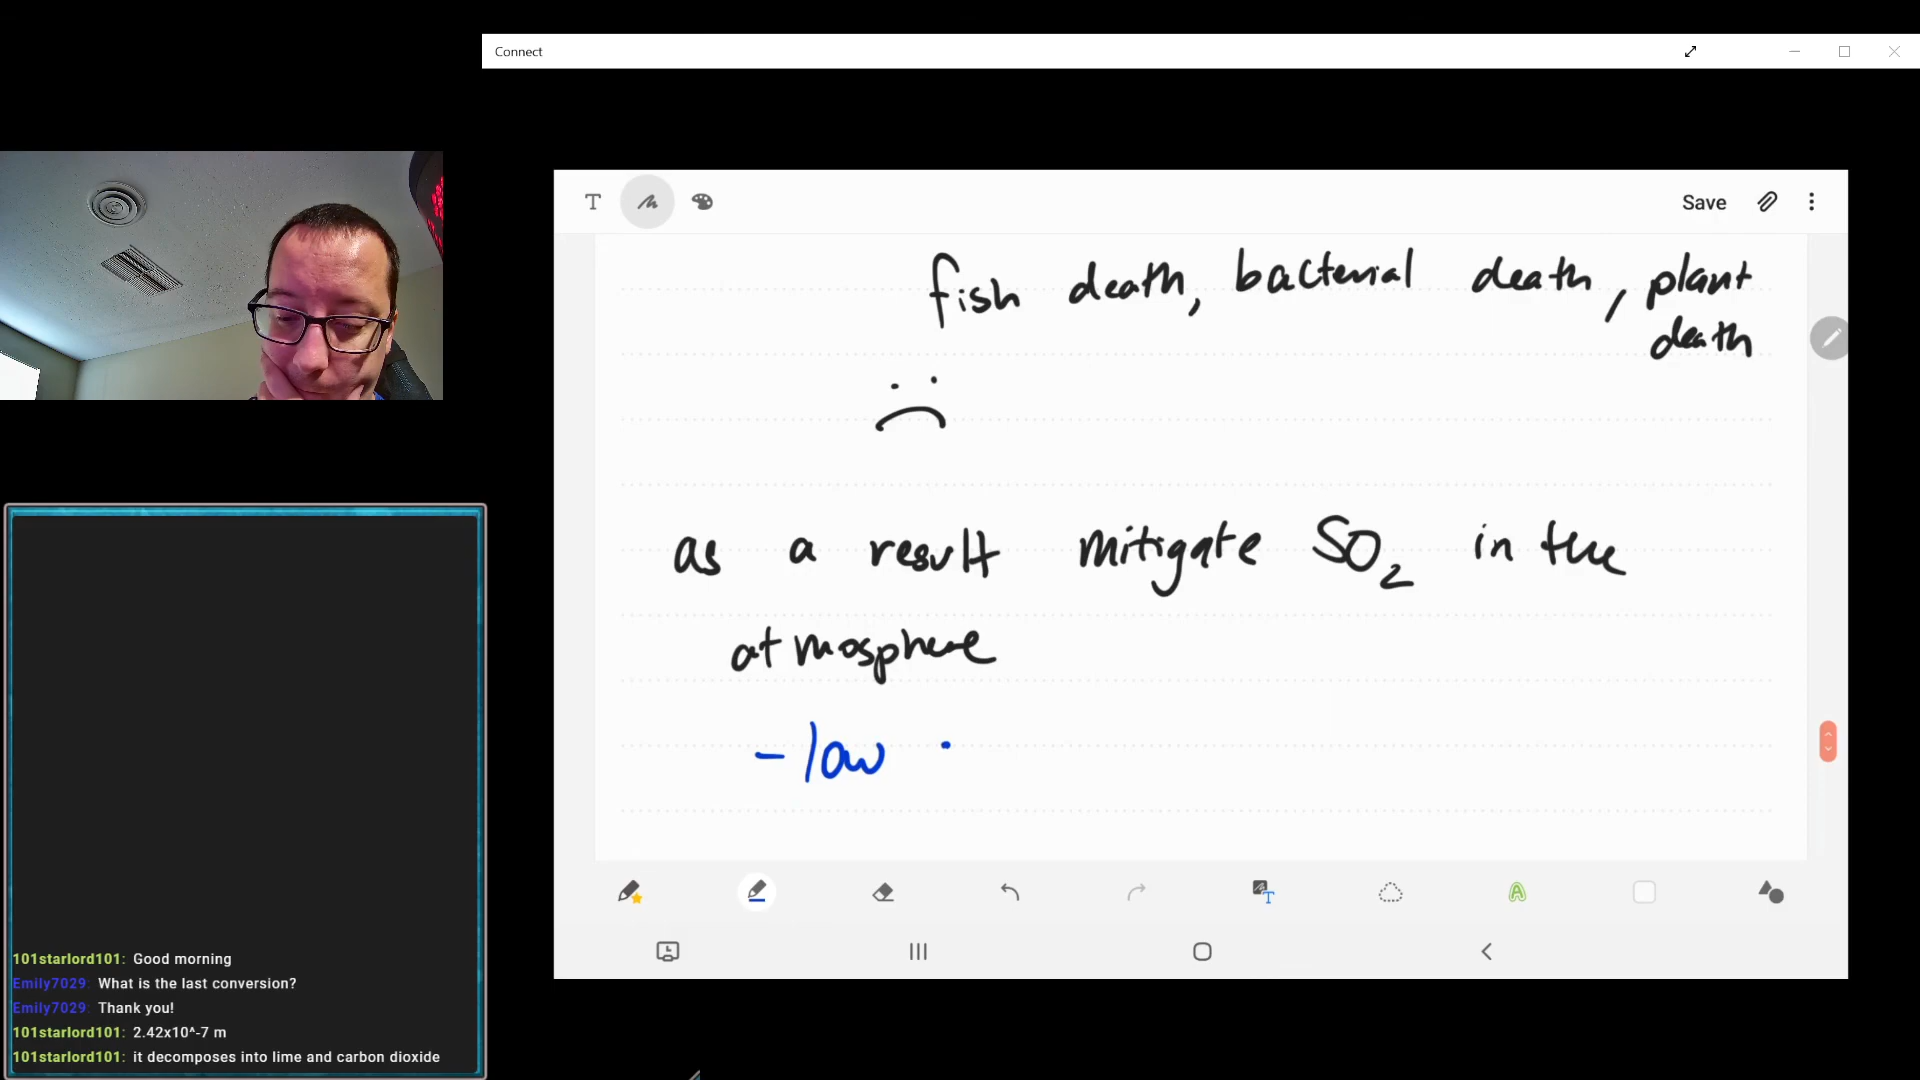 Connect
T
Save
fish death, bacterial death, plant
death
as a result mitigate SO2 in the
atmosphere
- low
101starlord101: Good morning
Emily7029: What is the last conversion?
Emily7029: Thank you!
101starlord101: 2.42x10^-7 m
101starlord101: it decomposes into lime and carbon dioxide